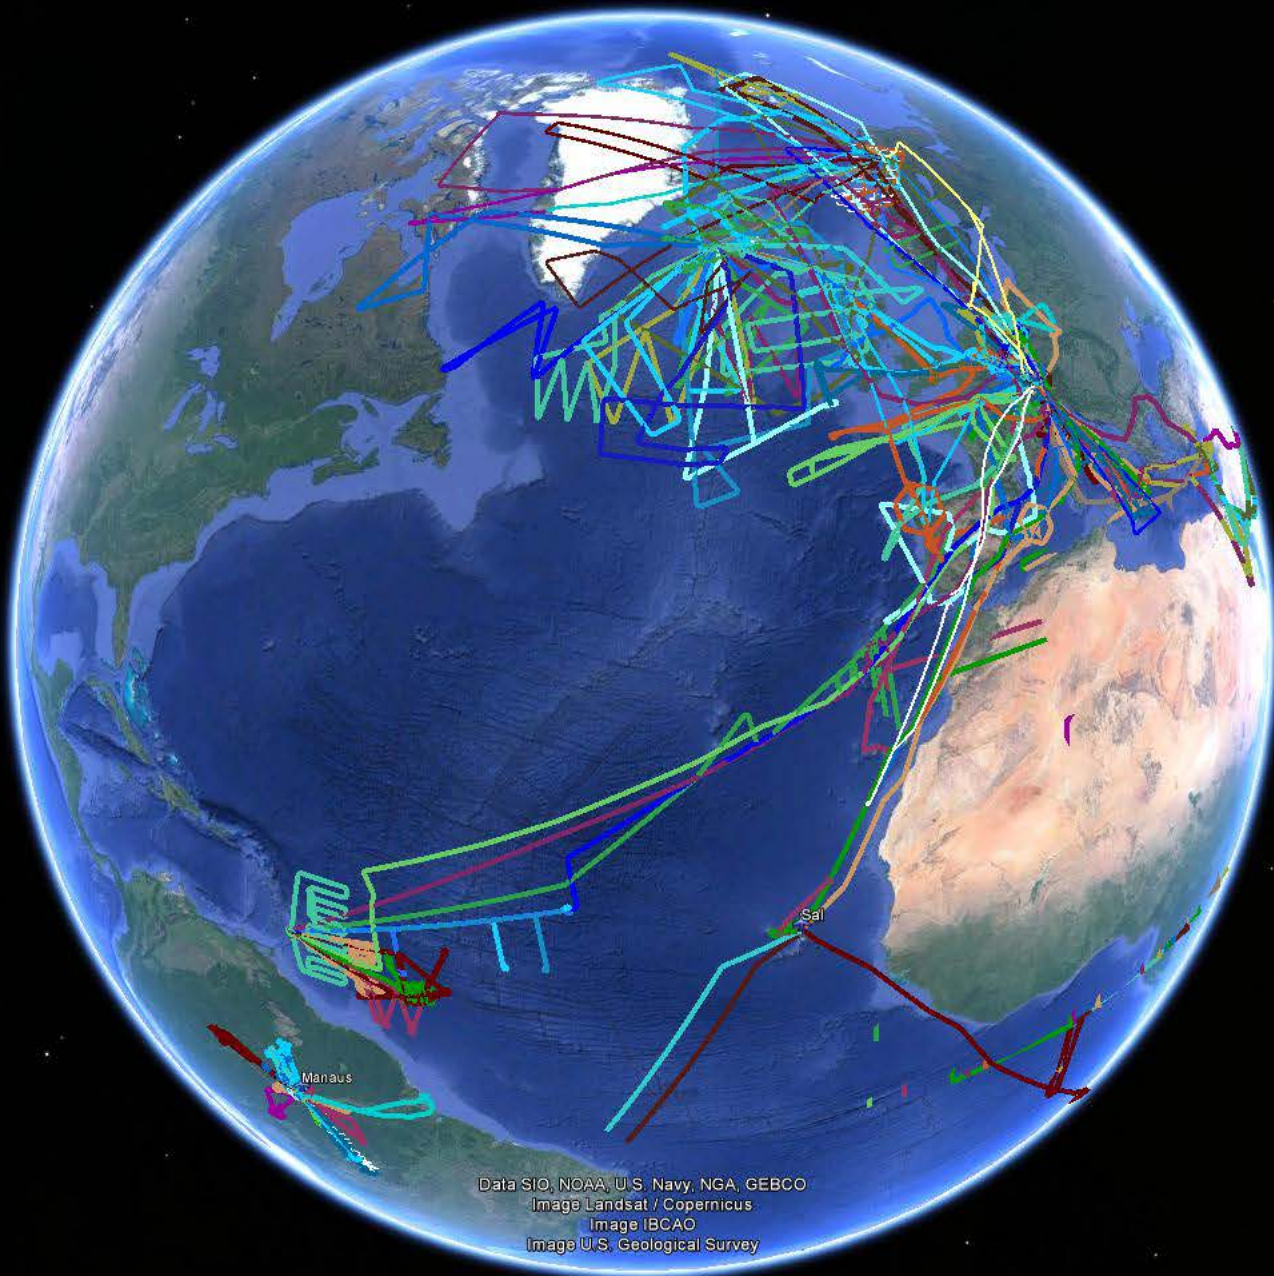 Sal
Manaus
Data SIO, NOAA, U.S. Navy, NGA, GEBCO
Image Landsat / Copernicus
Image IBCAO
Image U.S. Geological Survey